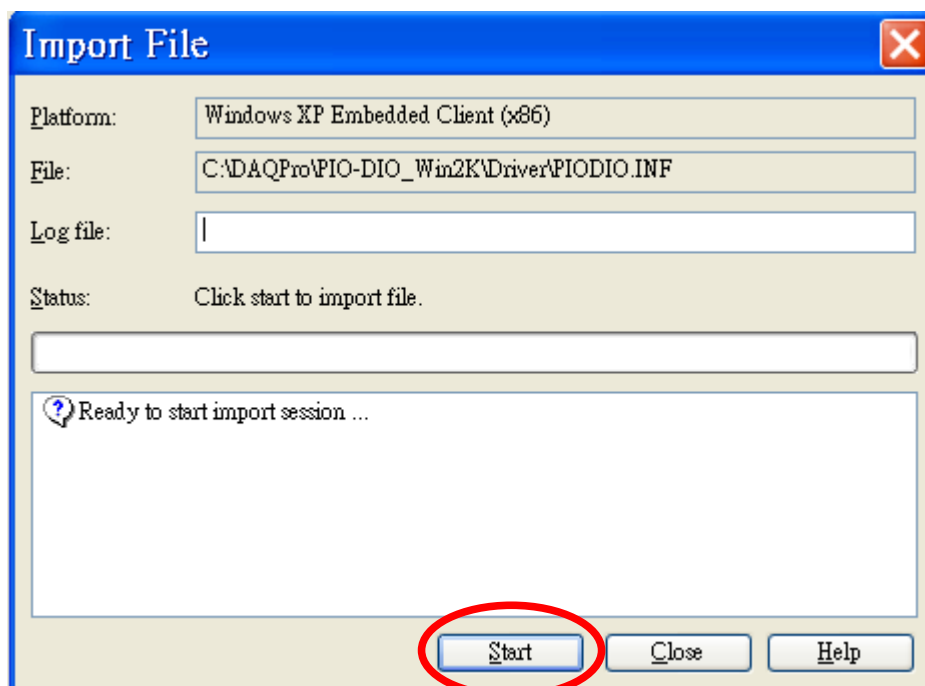 Import File
Platform: Windows XP Embedded Client (x86)
File: C:\DAQPro\PIO-DIO_Win2K\Driver\PIODIO.INF
Log file:
Status: Click start to import file.
Ready to start import session ...
Start Close Help